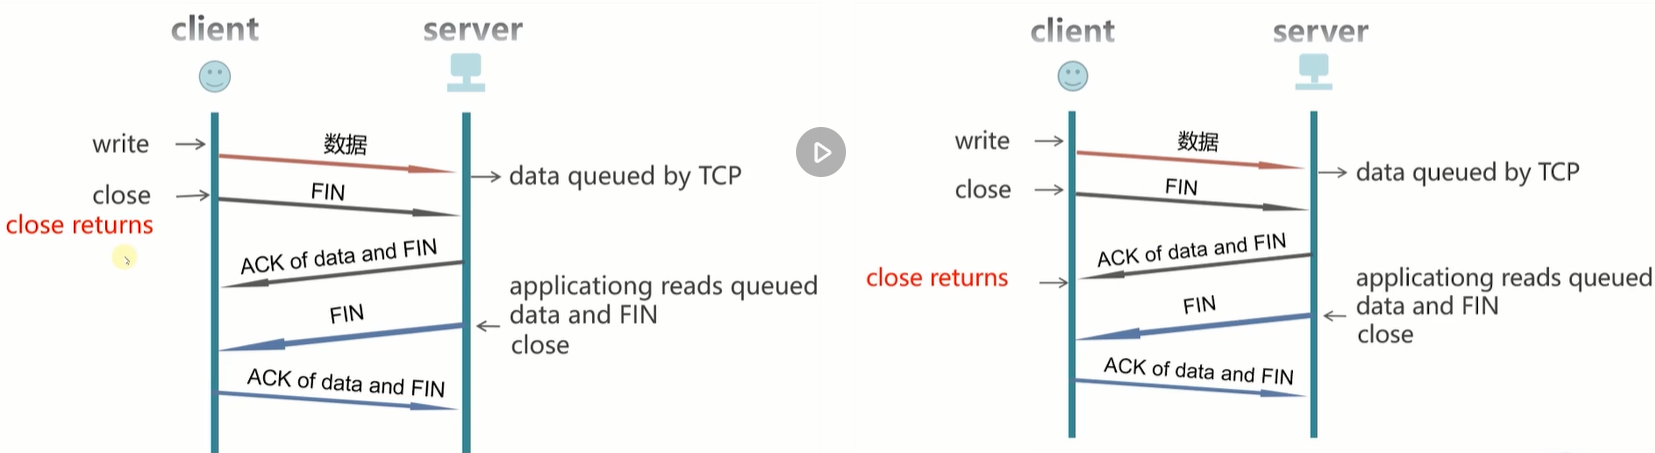 client
server
write
数据
data queued by TCP
close
FIN
close returns
ACK of data and FIN
applicationg reads queued
data and FIN
close
FIN
ACK of data and FIN
client
server
write
数据
data queued by TCP
close
FIN
ACK of data and FIN
close returns
applicationg reads queued
data and FIN
close
FIN
ACK of data and FIN